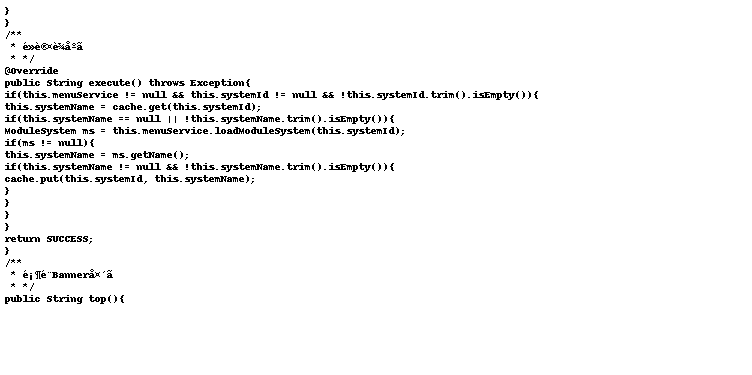 }
}
/**
* é»è®¤è¾åºã
* */
@Override
public String execute() throws Exception{
if(this.menuService != null && this.systemId != null && !this.systemId.trim().isEmpty()){
this.systemName = cache.get(this.systemId);
if(this.systemName == null || !this.systemName.trim().isEmpty()){
ModuleSystem ms = this.menuService.loadModuleSystem(this.systemId);
if(ms != null){
this.systemName = ms.getName();
if(this.systemName != null && !this.systemName.trim().isEmpty()){
cache.put(this.systemId, this.systemName);
}
}
}
}
return SUCCESS;
}
/**
* é¡¶é¨Bannerå¤´ã
* */
public String top(){